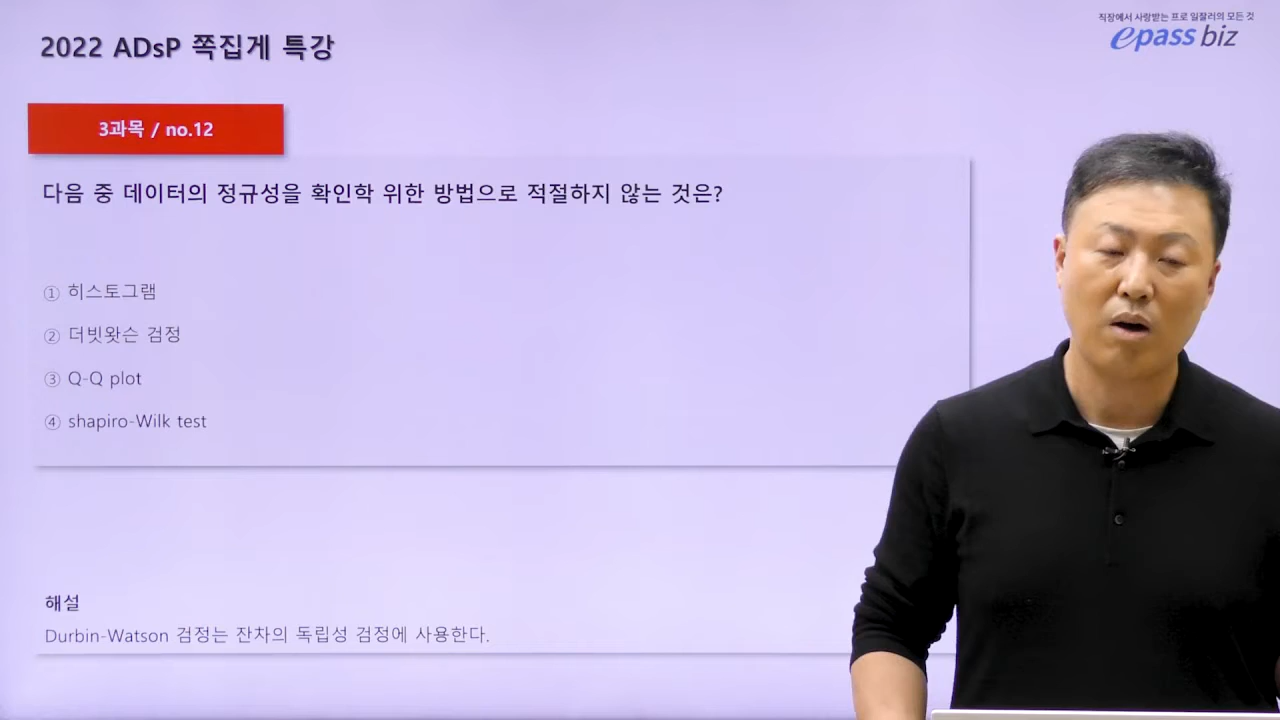 2022 ADsP 쪽집게 특강
직장에서 사랑받는 프로 일잘러의 모든 것
epass biz
3과목 / no.12
다음 중 데이터의 정규성을 확인학 위한 방법으로 적절하지 않는 것은?
① 히스토그램
② 더빗왓슨 검정
③ Q-Q plot
④ shapiro-Wilk test
해설
Durbin-Watson 검정는 잔차의 독립성 검정에 사용한다.